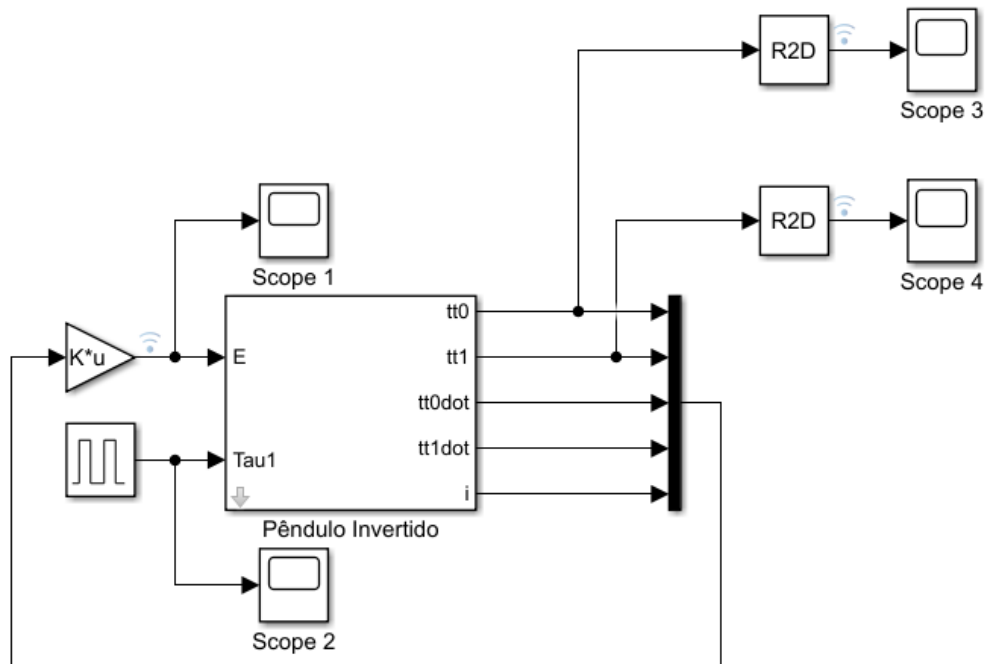 R2D
Scope 3
R2D
Scope 4
Scope 1
K*u
E
Tau1
tt0
tt1
tt0dot
tt1dot
i
Pêndulo Invertido
Scope 2